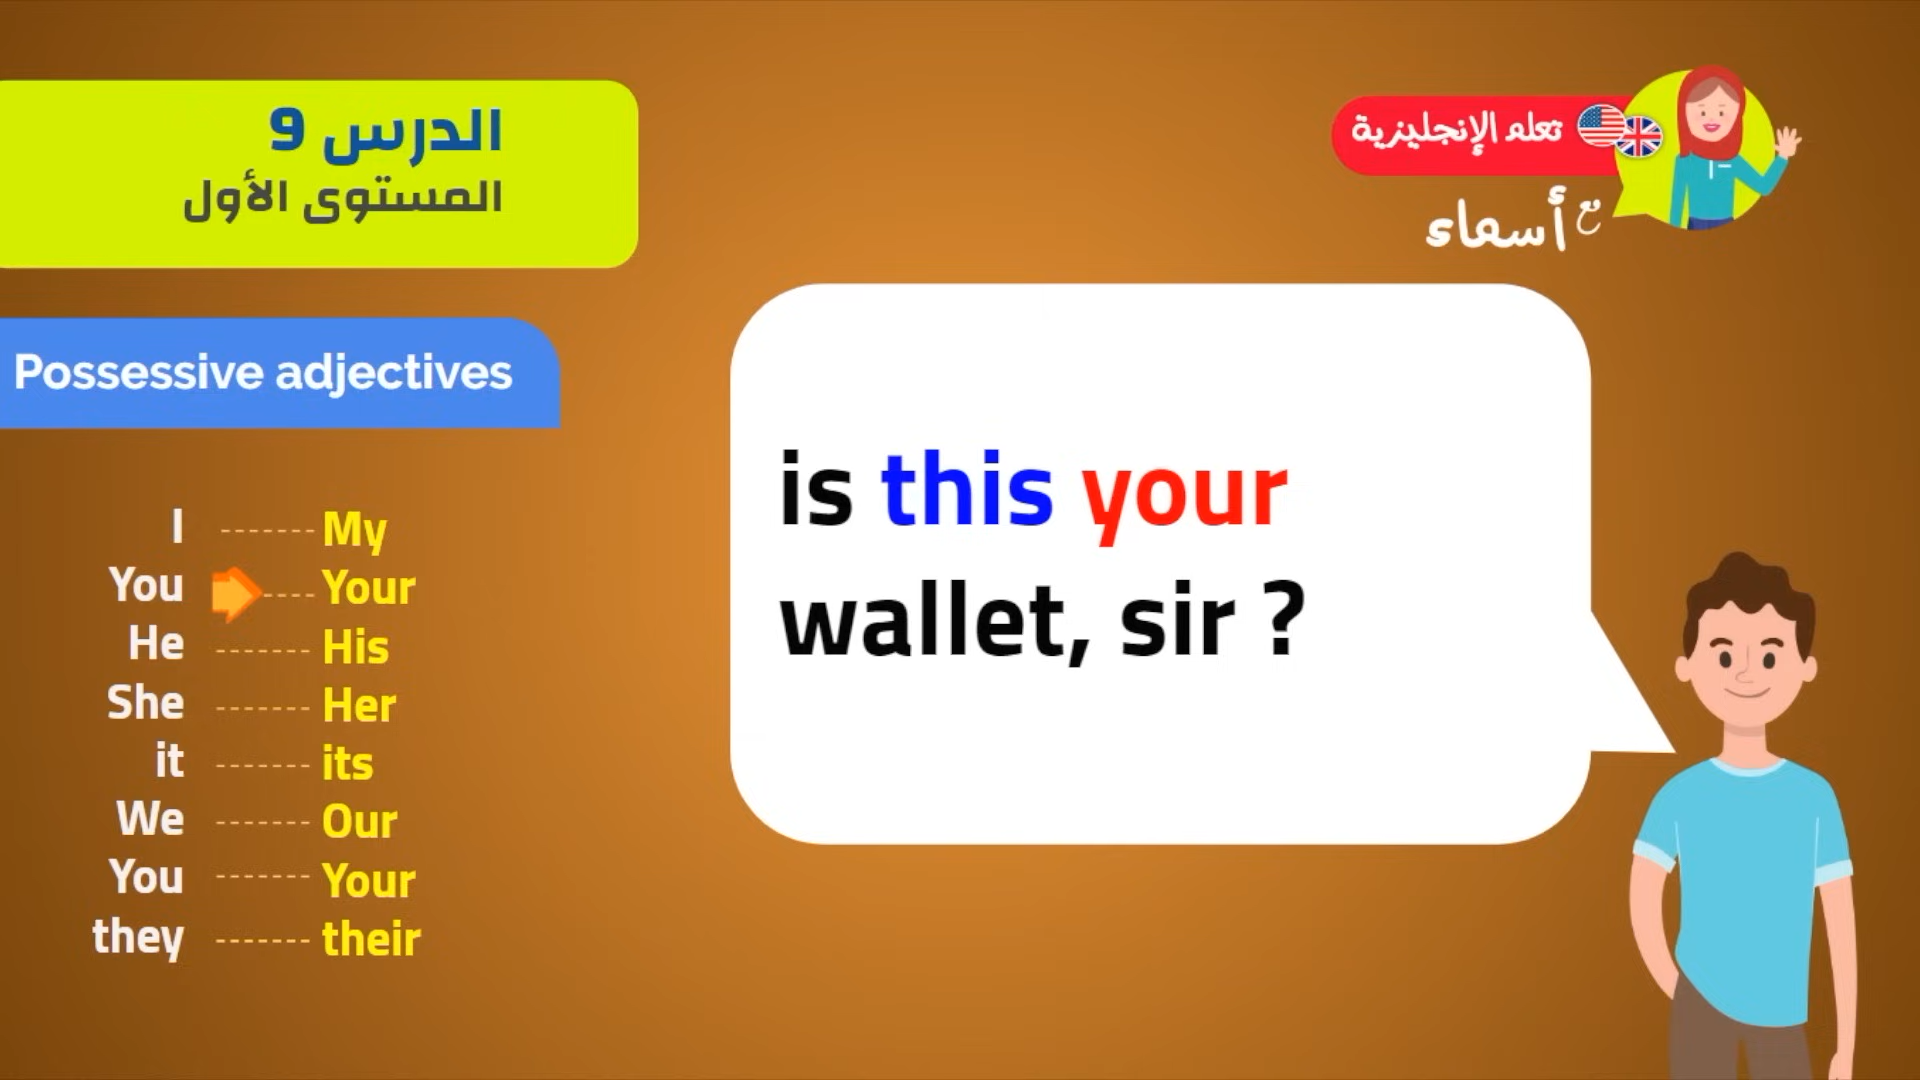 الدرس 9
المستوى الأول
تعلم الإنجليزية
مع أسماء
Possessive adjectives
I ------- My
You ---- Your
He ------- His
She ------- Her
it ------- its
We ------- Our
You ------- Your
they ------- their
is this your
wallet, sir ?